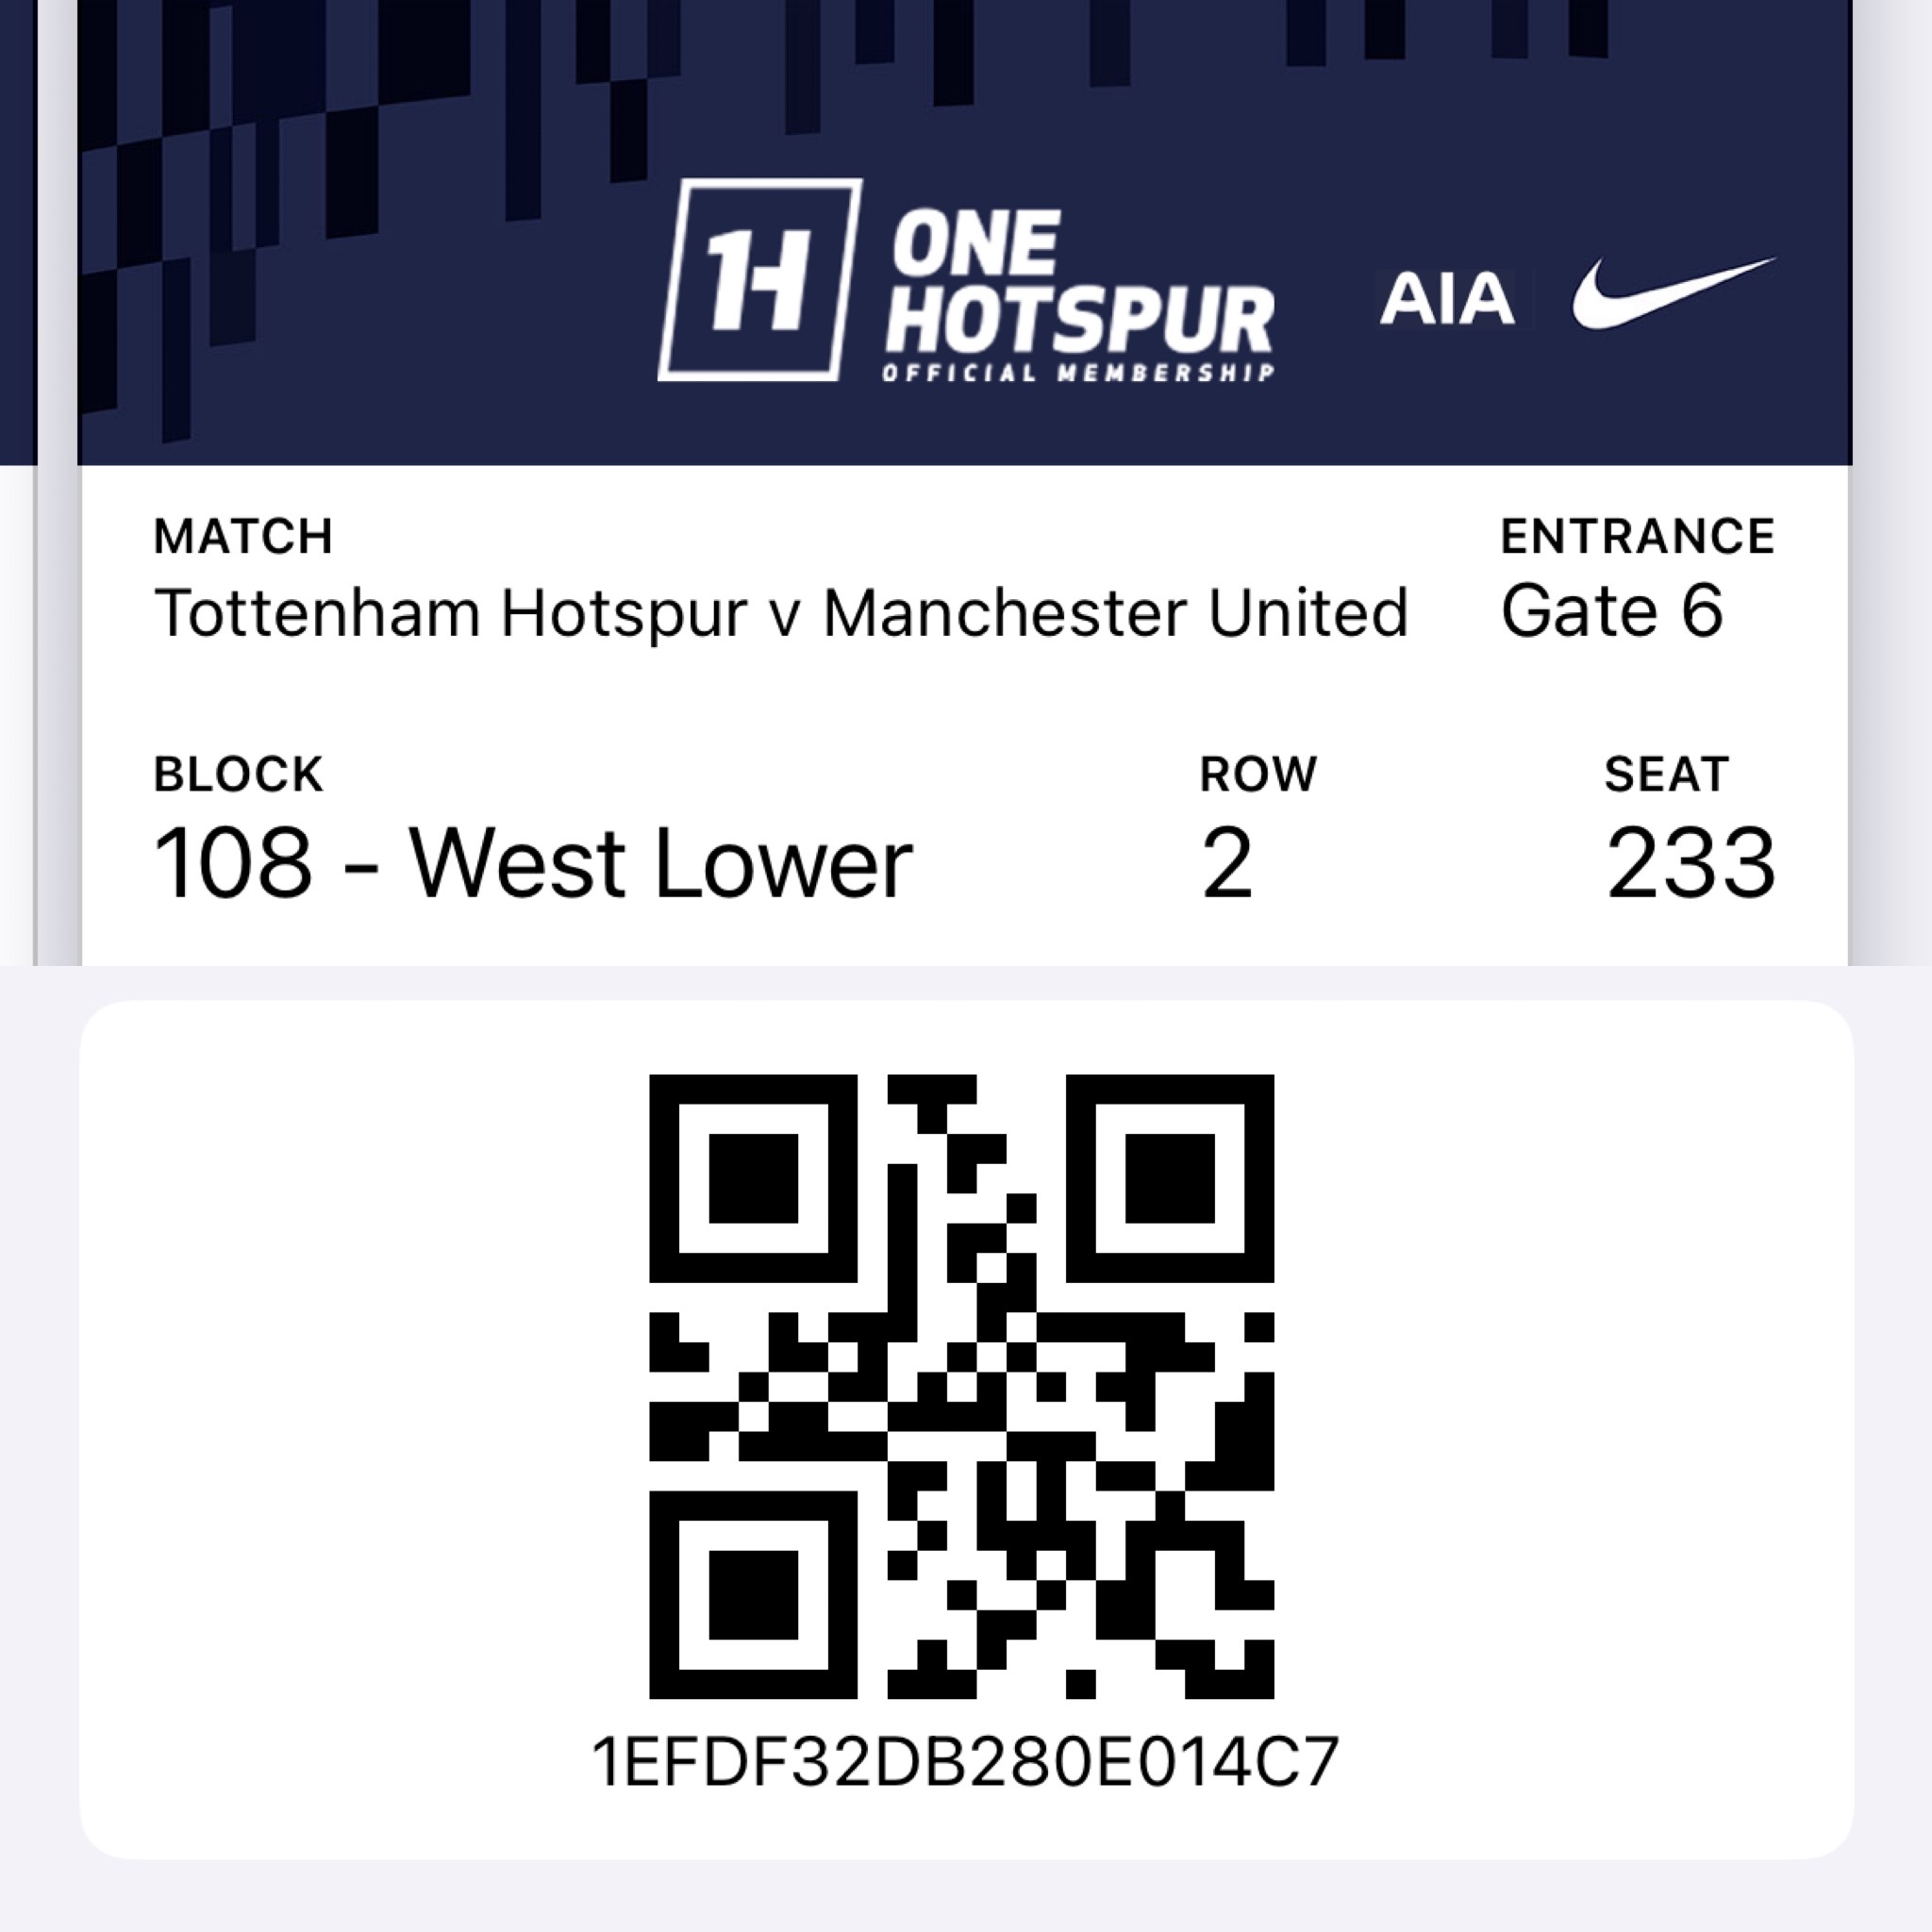 1H ONE
HOTSPUR
OFFICIAL MEMBERSHIP
AIA
MATCH ENTRANCE
Tottenham Hotspur v Manchester United Gate 6
BLOCK ROW SEAT
108 - West Lower 2 233
1EFDF32DB280E014C7